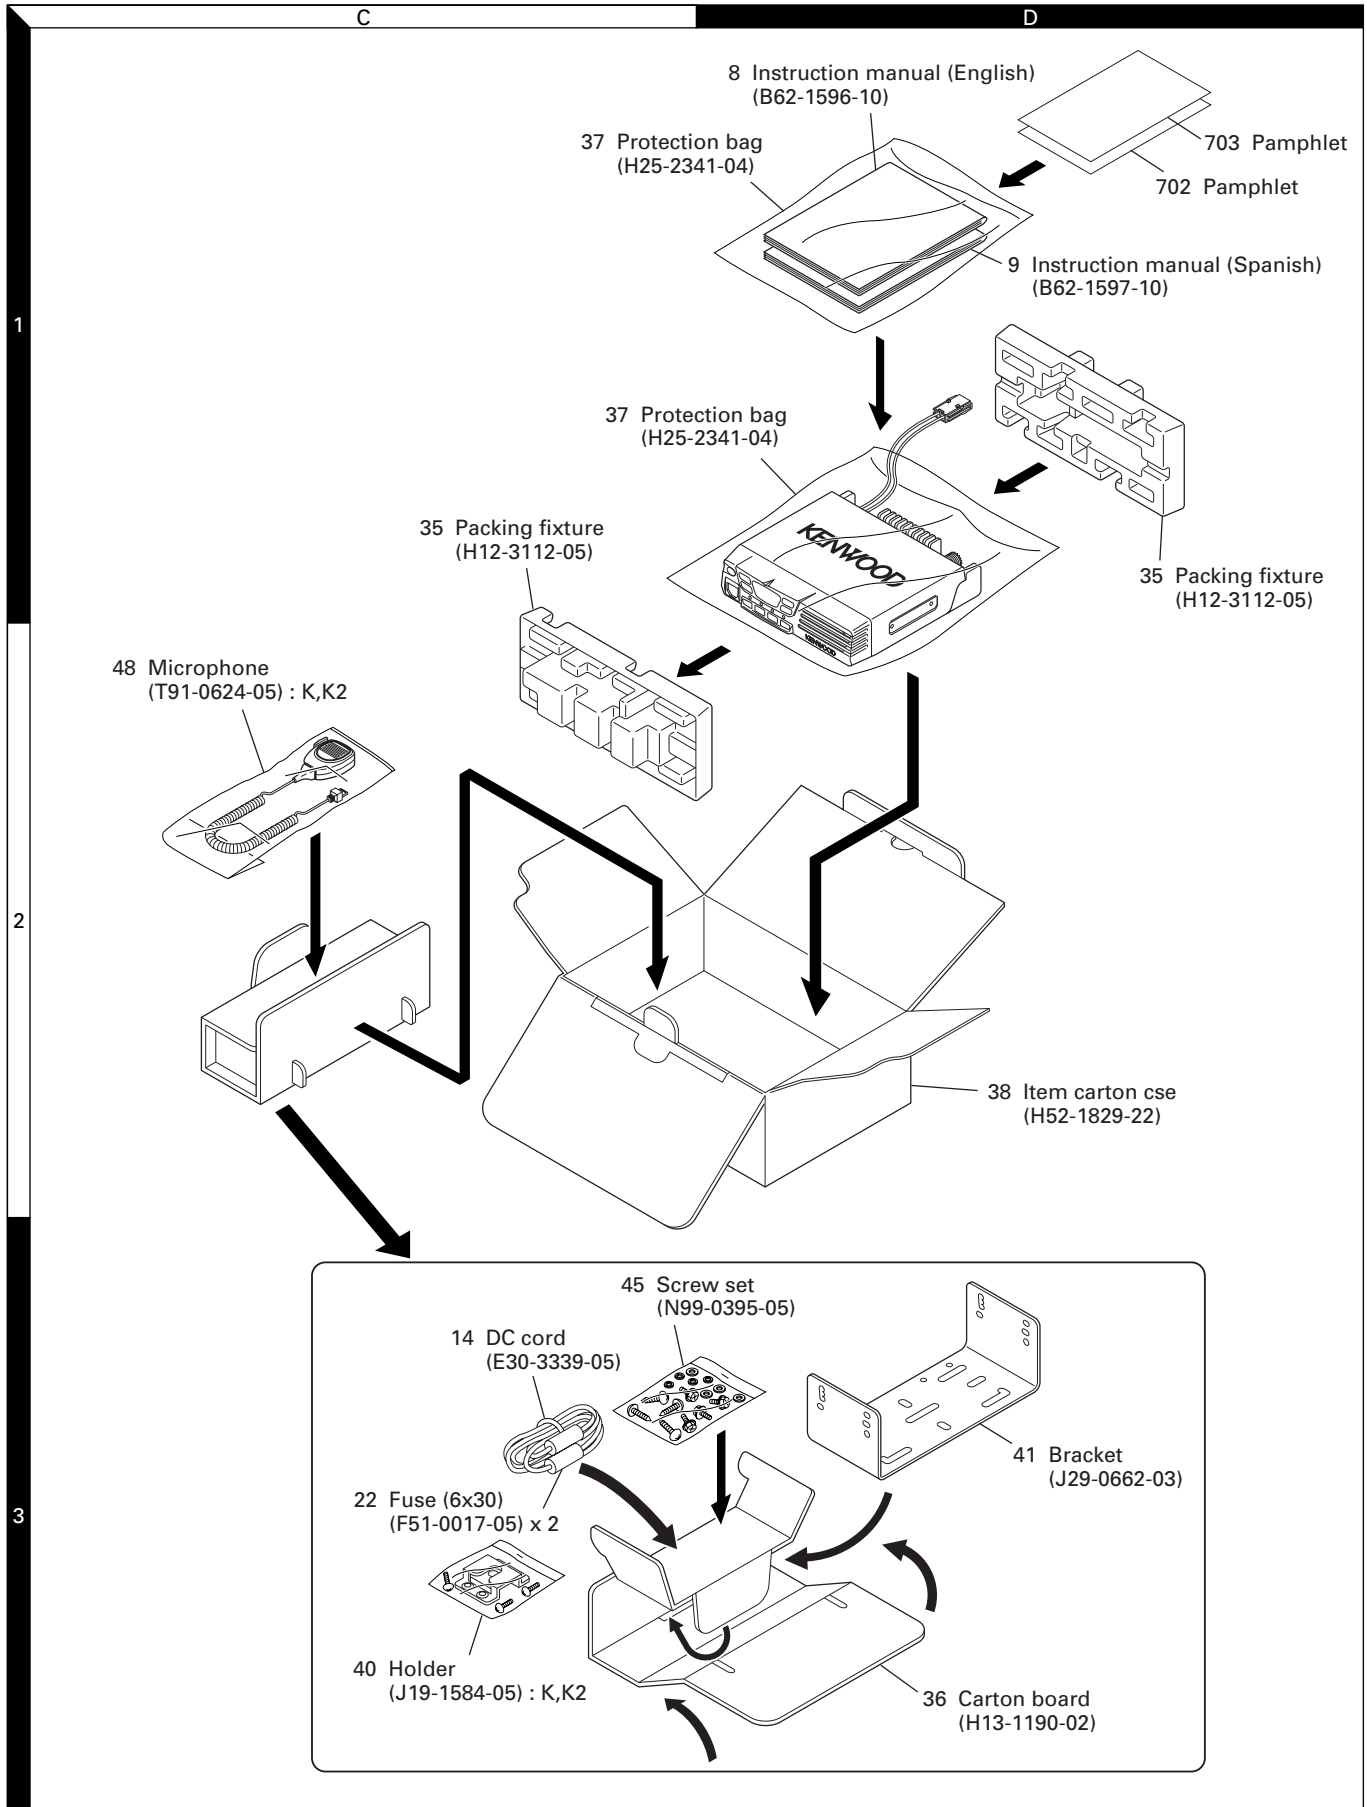 C
D
8 Instruction manual (English)
(B62-1596-10)
37 Protection bag
(H25-2341-04)
703 Pamphlet
702 Pamphlet
9 Instruction manual (Spanish)
(B62-1597-10)
1
37 Protection bag
(H25-2341-04)
35 Packing fixture
(H12-3112-05)
KENWOOD
KENWOOD
35 Packing fixture
(H12-3112-05)
48 Microphone
(T91-0624-05) : K,K2
2
38 Item carton cse
(H52-1829-22)
45 Screw set
(N99-0395-05)
14 DC cord
(E30-3339-05)
41 Bracket
(J29-0662-03)
22 Fuse (6x30)
(F51-0017-05) x 2
3
40 Holder
(J19-1584-05) : K,K2
36 Carton board
(H13-1190-02)